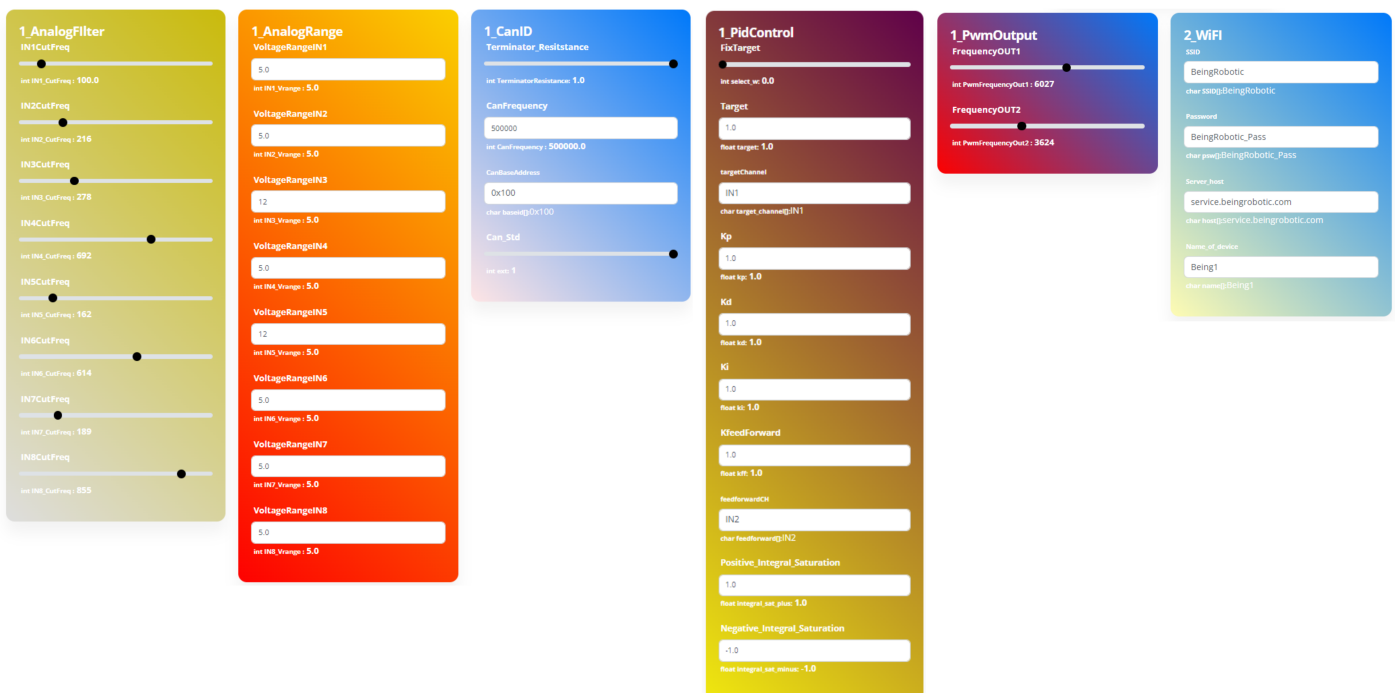 1_AnalogFIlter
IN1CutFreq
int IN1_CutFreq : 100.0
IN2CutFreq
int IN2_CutFreq : 216
IN3CutFreq
int IN3_CutFreq : 278
IN4CutFreq
int IN4_CutFreq : 692
IN5CutFreq
int IN5_CutFreq : 162
IN6CutFreq
int IN6_CutFreq : 614
IN7CutFreq
int IN7_CutFreq : 189
IN8CutFreq
int IN8_CutFreq : 855
1_AnalogRange
VoltageRangeIN1
5.0
int IN1_Vrange : 5.0
VoltageRangeIN2
5.0
int IN2_Vrange : 5.0
VoltageRangeIN3
12
int IN3_Vrange : 5.0
VoltageRangeIN4
5.0
int IN4_Vrange : 5.0
VoltageRangeIN5
12
int IN5_Vrange : 5.0
VoltageRangeIN6
5.0
int IN6_Vrange : 5.0
VoltageRangeIN7
5.0
int IN7_Vrange : 5.0
VoltageRangeIN8
5.0
int IN8_Vrange : 5.0
1_CanID
Terminator_Resitstance
int TerminatorResistance: 1.0
CanFrequency
500000
int CanFrequency : 500000.0
CanBaseAddress
0x100
char baseid[]:0x100
Can_Std
int ext: 1
1_PidControl
FixTarget
int select_w: 0.0
Target
1.0
float target: 1.0
targetChannel
IN1
char target_channel[]:IN1
Kp
1.0
float kp: 1.0
Kd
1.0
float kd: 1.0
Ki
1.0
float ki: 1.0
KfeedForward
1.0
float kff: 1.0
feedforwardCH
IN2
char feedforward[]:IN2
Positive_Integral_Saturation
1.0
float integral_sat_plus: 1.0
Negative_Integral_Saturation
-1.0
float integral_sat_minus: -1.0
1_PwmOutput
FrequencyOUT1
int PwmFrequencyOut1 : 6027
FrequencyOUT2
int PwmFrequencyOut2 : 3624
2_WiFI
SSID
BeingRobotic
char SSID[]:BeingRobotic
Password
BeingRobotic_Pass
char psw[]:BeingRobotic_Pass
Server_host
service.beingrobotic.com
char host[]:service.beingrobotic.com
Name_of_device
Being1
char name[]:Being1